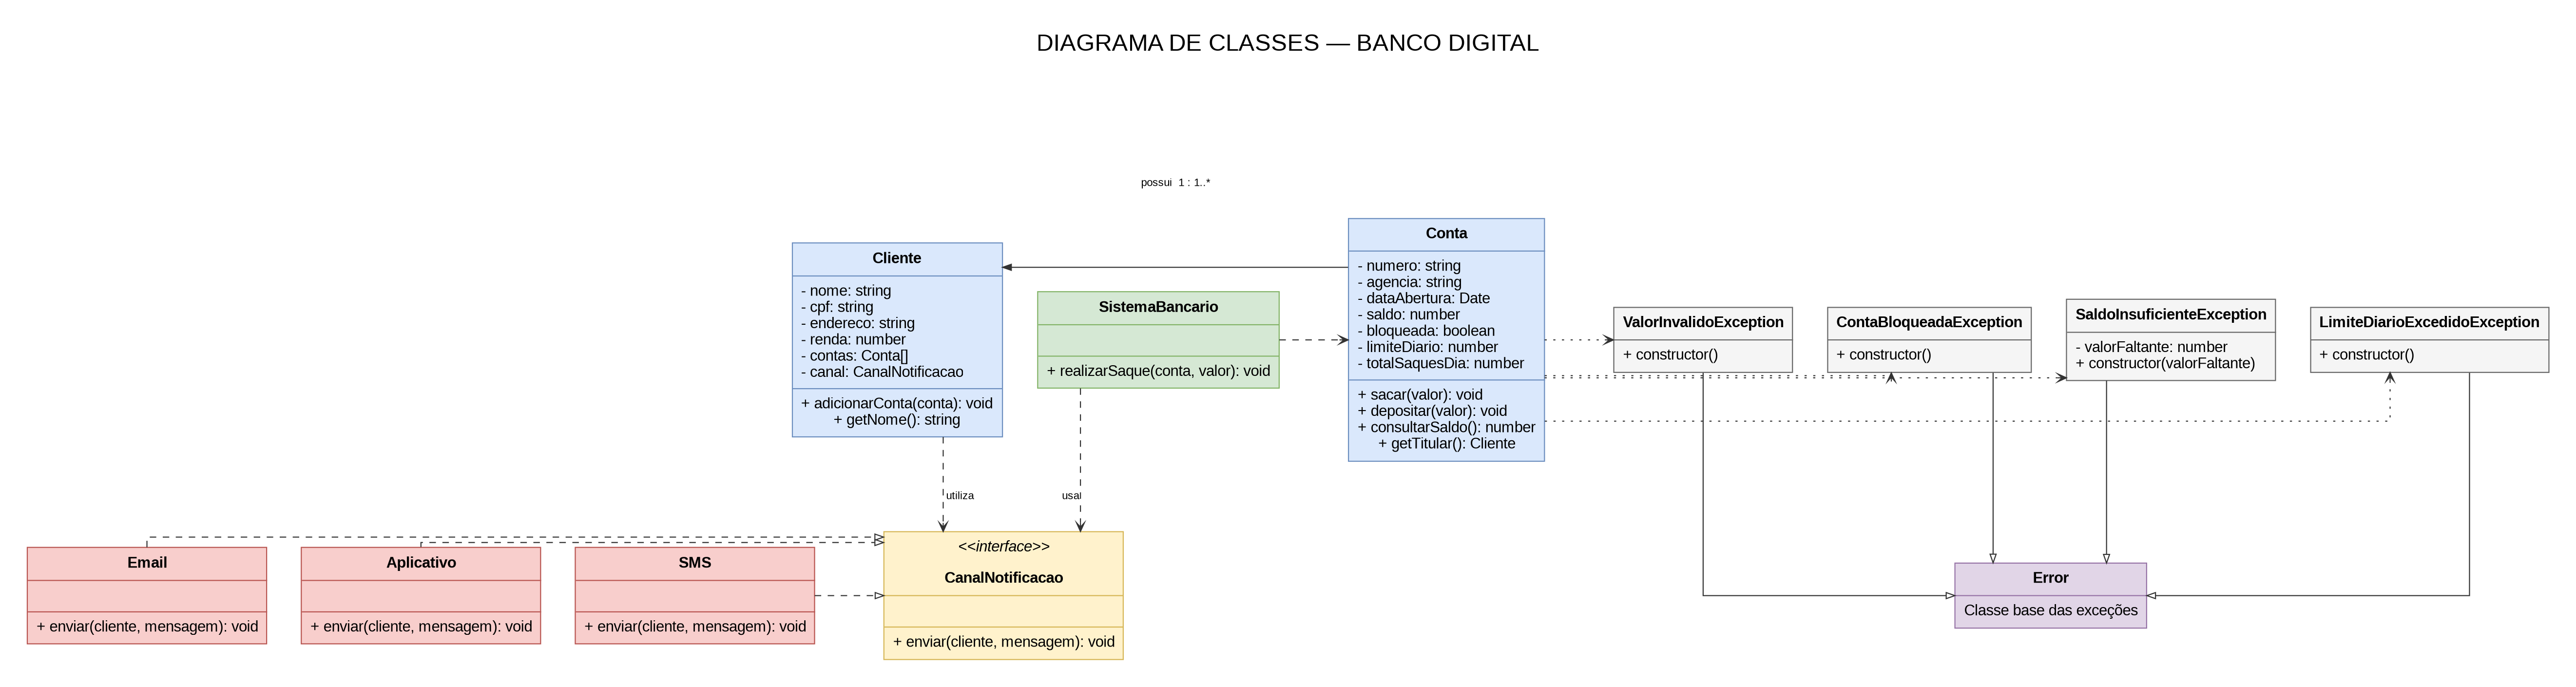 DIAGRAMA DE CLASSES — BANCO DIGITAL
possui 1 : 1..*
Cliente
- nome: string
- cpf: string
- endereco: string
- renda: number
- contas: Conta[]
- canal: CanalNotificacao
+ adicionarConta(conta): void
+ getNome(): string
SistemaBancario
+ realizarSaque(conta, valor): void
Conta
- numero: string
- agencia: string
- dataAbertura: Date
- saldo: number
- bloqueada: boolean
- limiteDiario: number
- totalSaquesDia: number
+ sacar(valor): void
+ depositar(valor): void
+ consultarSaldo(): number
+ getTitular(): Cliente
ValorInvalidoException
+ constructor()
ContaBloqueadaException
+ constructor()
SaldoInsuficienteException
- valorFaltante: number
+ constructor(valorFaltante)
LimiteDiarioExcedidoException
+ constructor()
utiliza
usa
Email
+ enviar(cliente, mensagem): void
Aplicativo
+ enviar(cliente, mensagem): void
SMS
+ enviar(cliente, mensagem): void
<<interface>>
CanalNotificacao
+ enviar(cliente, mensagem): void
Error
Classe base das exceções